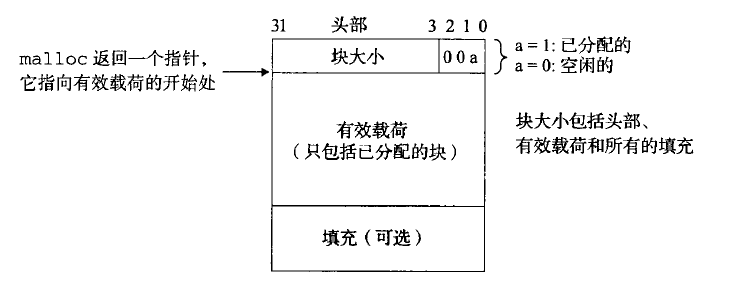 31 头部 3 2 1 0
malloc 返回一个指针,
它指向有效载荷的开始处
块大小 0 0 a
a = 1: 已分配的
a = 0: 空闲的
有效载荷
(只包括已分配的块)
块大小包括头部、
有效载荷和所有的填充
填充(可选)